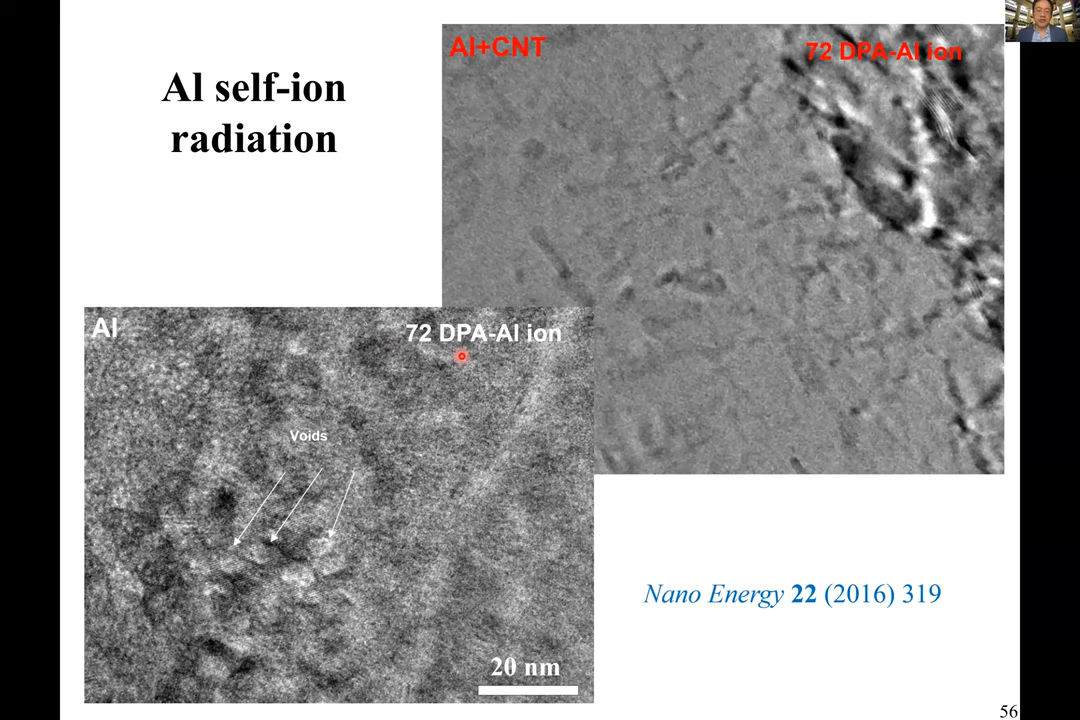 Al self-ion
radiation
Al+CNT
72 DPA-Al ion
Al
72 DPA-Al ion
Voids
20 nm
Nano Energy 22 (2016) 319
56